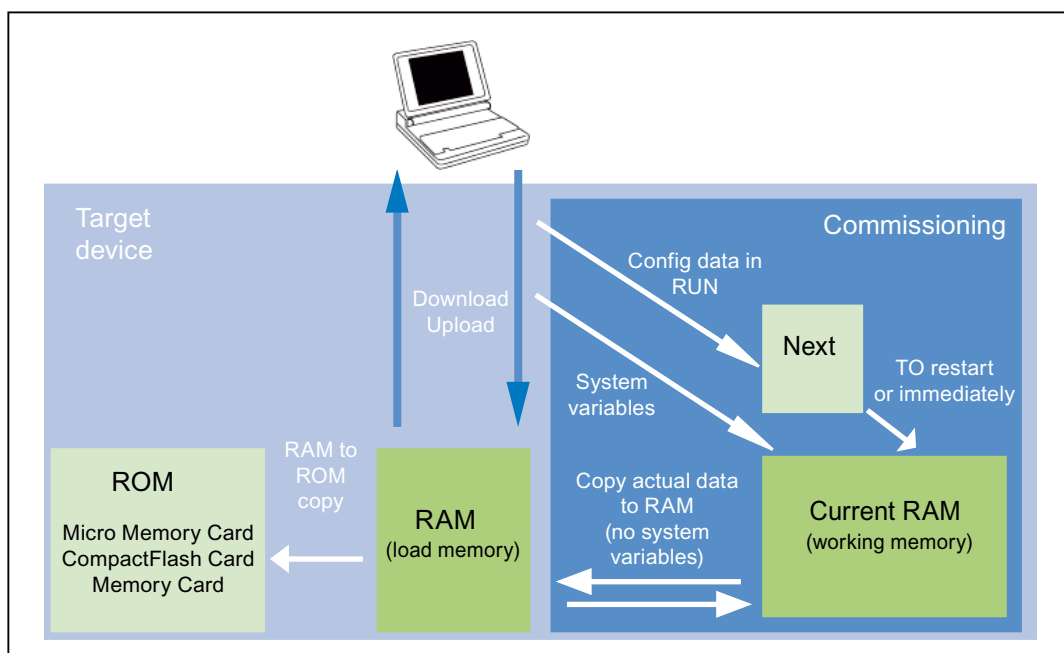 Target
device
Commissioning
Config data in
RUN
Download
Upload
Next
System
variables
TO restart
or immediately
RAM to
ROM
copy
ROM
Micro Memory Card
CompactFlash Card
Memory Card
RAM
(load memory)
Copy actual data
to RAM
(no system
variables)
Current RAM
(working memory)